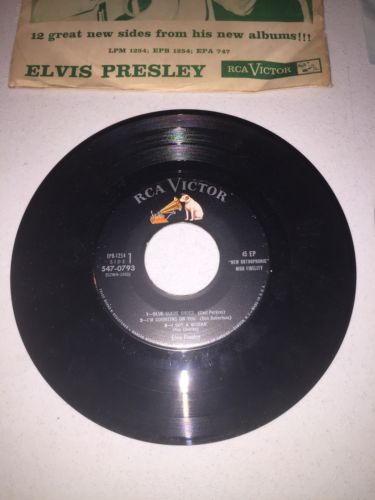 12 great new sides from his new albums!!!
LPM 1254; EPB 1254; EPA 747
ELVIS PRESLEY RCA VICTOR
RCA VICTOR
EPB-1254
SIDE 1
547-0793
45 EP
"NEW ORTHOPHONIC"
HIGH FIDELITY
1—BLUE SUEDE SHOES (Carl Perkins)
2—I'M COUNTING ON YOU (Don Robertson)
3—I GOT A WOMAN
(Ray Charles)
Elvis Presley